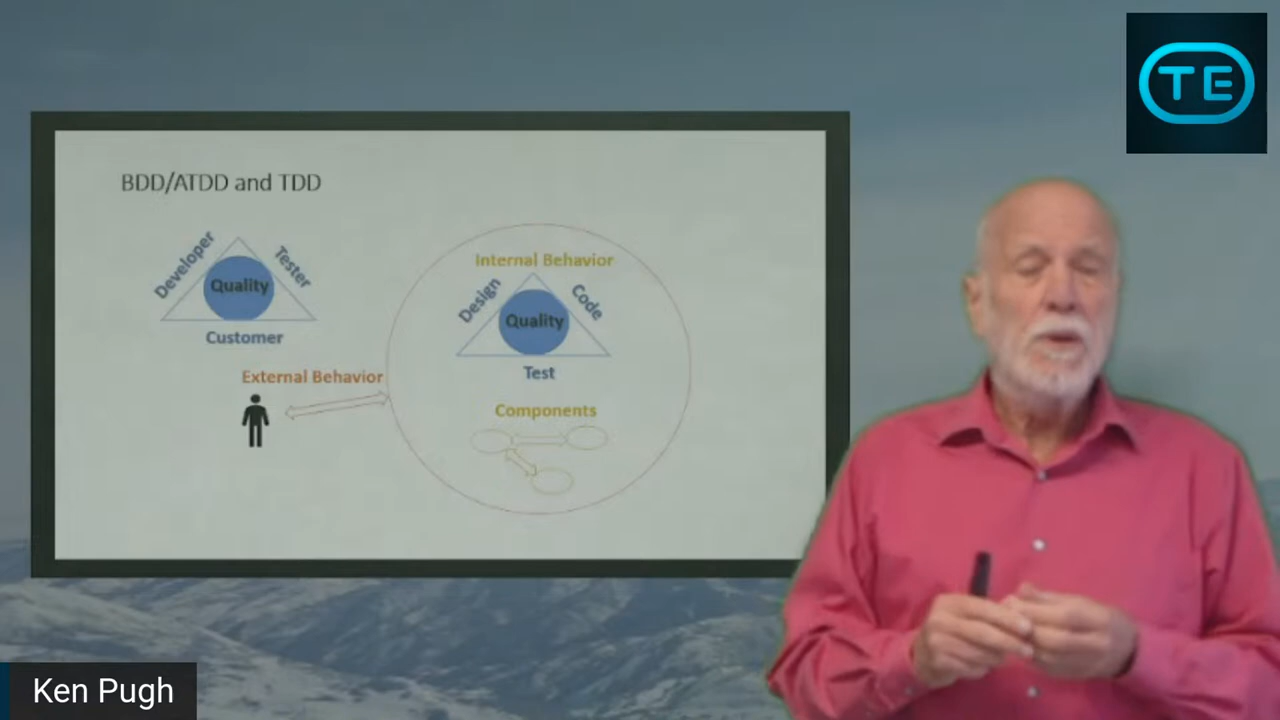 TE
BDD/ATDD and TDD
Developer
Tester
Quality
Customer
External Behavior
Internal Behavior
Design
Code
Quality
Test
Components
Ken Pugh